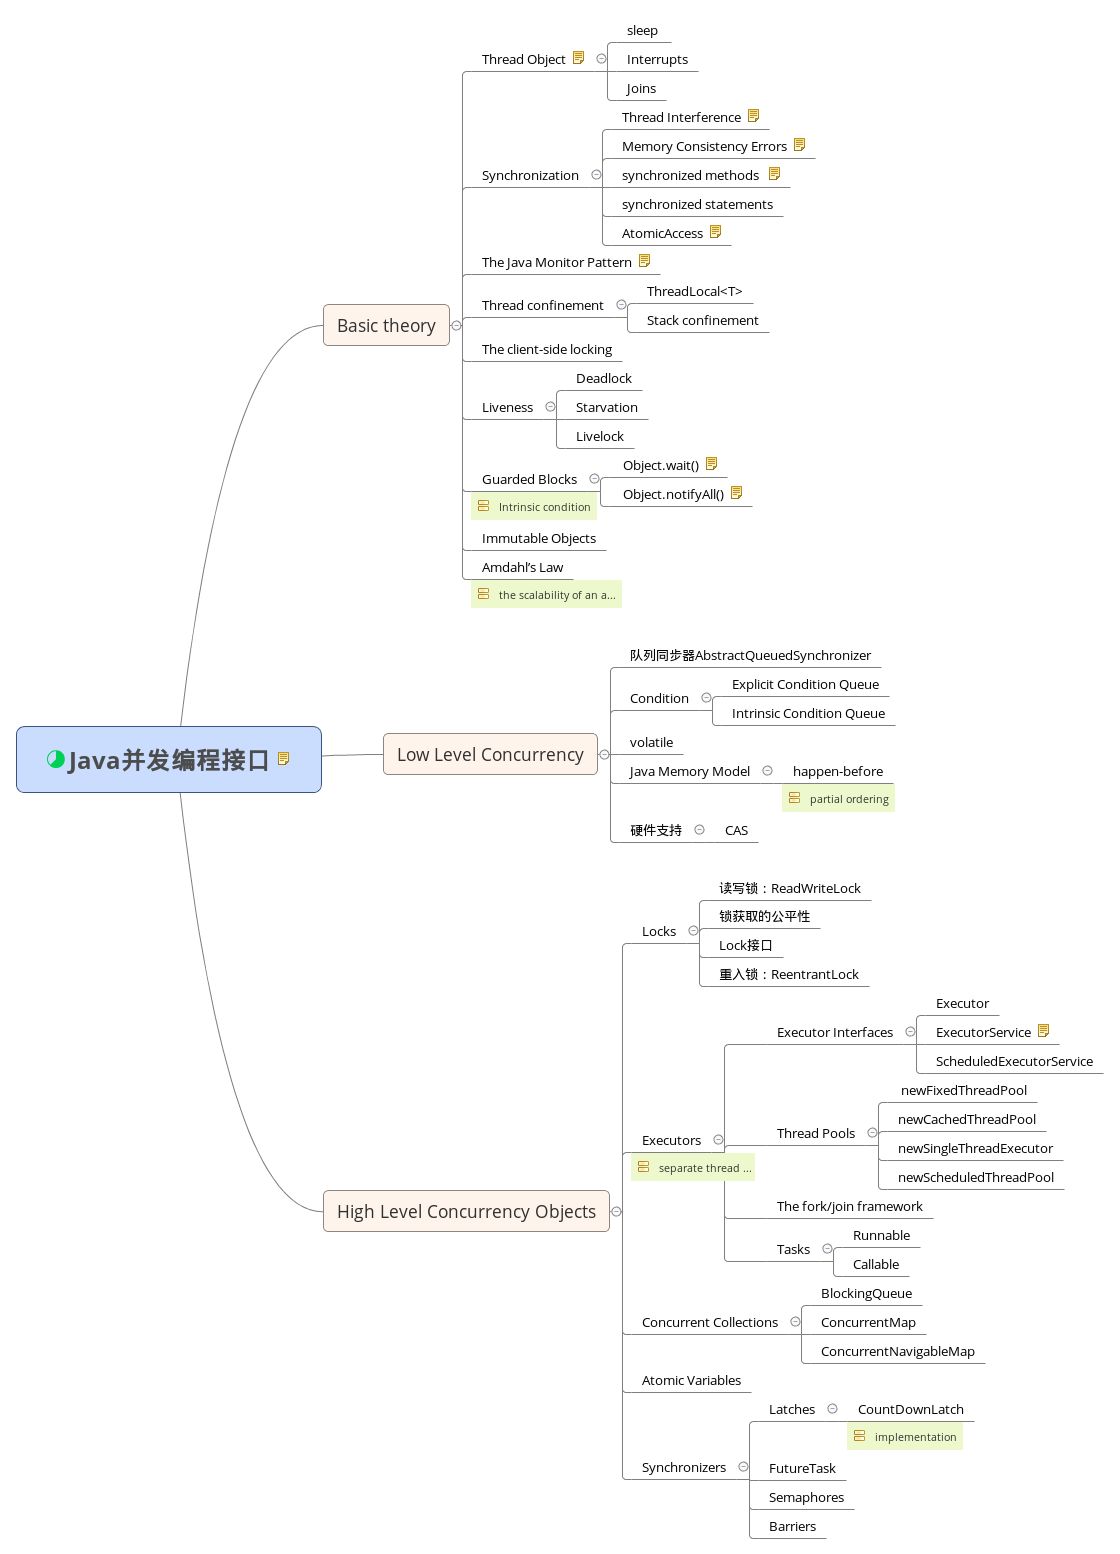 sleep
Thread Object
Interrupts
Joins
Thread Interference
Memory Consistency Errors
Synchronization
synchronized methods
synchronized statements
AtomicAccess
The Java Monitor Pattern
ThreadLocal<T>
Thread confinement
Stack confinement
Basic theory
The client-side locking
Deadlock
Liveness
Starvation
Livelock
Object.wait()
Guarded Blocks
Object.notifyAll()
Intrinsic condition
Immutable Objects
Amdahl’s Law
the scalability of an a...
队列同步器AbstractQueuedSynchronizer
Explicit Condition Queue
Condition
Intrinsic Condition Queue
volatile
Java并发编程接口
Low Level Concurrency
Java Memory Model
happen-before
partial ordering
硬件支持
CAS
读写锁：ReadWriteLock
锁获取的公平性
Locks
Lock接口
重入锁：ReentrantLock
Executor
Executor Interfaces
ExecutorService
ScheduledExecutorService
newFixedThreadPool
newCachedThreadPool
Thread Pools
Executors
newSingleThreadExecutor
separate thread ...
newScheduledThreadPool
High Level Concurrency Objects
The fork/join framework
Runnable
Tasks
Callable
BlockingQueue
Concurrent Collections
ConcurrentMap
ConcurrentNavigableMap
Atomic Variables
Latches
CountDownLatch
implementation
Synchronizers
FutureTask
Semaphores
Barriers